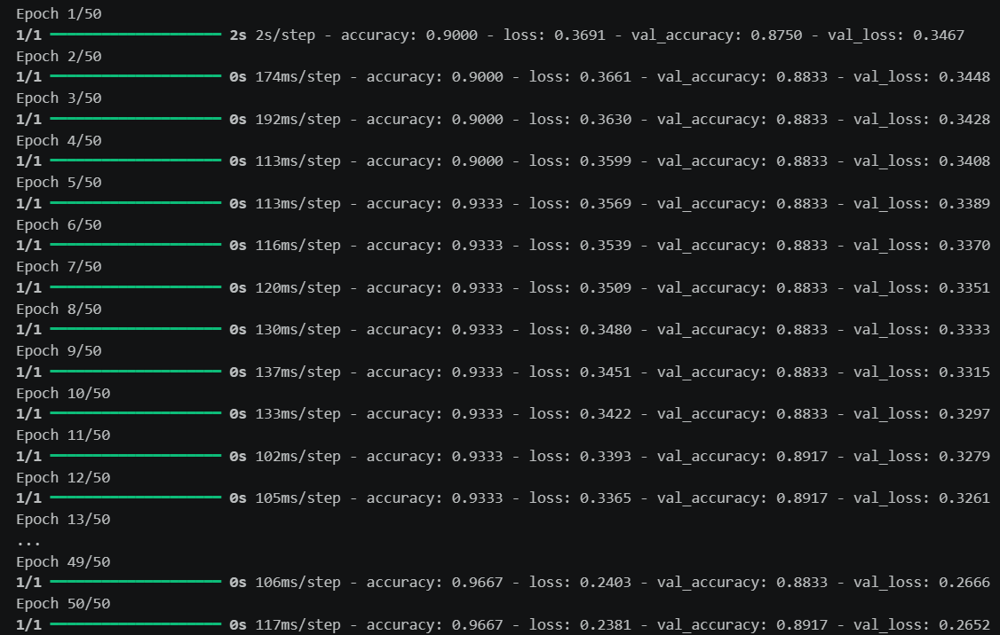 Epoch 1/50
1/1 ━━━━━━━━━━━━━━━━━━━━ 2s 2s/step - accuracy: 0.9000 - loss: 0.3691 - val_accuracy: 0.8750 - val_loss: 0.3467
Epoch 2/50
1/1 ━━━━━━━━━━━━━━━━━━━━ 0s 174ms/step - accuracy: 0.9000 - loss: 0.3661 - val_accuracy: 0.8833 - val_loss: 0.3448
Epoch 3/50
1/1 ━━━━━━━━━━━━━━━━━━━━ 0s 192ms/step - accuracy: 0.9000 - loss: 0.3630 - val_accuracy: 0.8833 - val_loss: 0.3428
Epoch 4/50
1/1 ━━━━━━━━━━━━━━━━━━━━ 0s 113ms/step - accuracy: 0.9000 - loss: 0.3599 - val_accuracy: 0.8833 - val_loss: 0.3408
Epoch 5/50
1/1 ━━━━━━━━━━━━━━━━━━━━ 0s 113ms/step - accuracy: 0.9333 - loss: 0.3569 - val_accuracy: 0.8833 - val_loss: 0.3389
Epoch 6/50
1/1 ━━━━━━━━━━━━━━━━━━━━ 0s 116ms/step - accuracy: 0.9333 - loss: 0.3539 - val_accuracy: 0.8833 - val_loss: 0.3370
Epoch 7/50
1/1 ━━━━━━━━━━━━━━━━━━━━ 0s 120ms/step - accuracy: 0.9333 - loss: 0.3509 - val_accuracy: 0.8833 - val_loss: 0.3351
Epoch 8/50
1/1 ━━━━━━━━━━━━━━━━━━━━ 0s 130ms/step - accuracy: 0.9333 - loss: 0.3480 - val_accuracy: 0.8833 - val_loss: 0.3333
Epoch 9/50
1/1 ━━━━━━━━━━━━━━━━━━━━ 0s 137ms/step - accuracy: 0.9333 - loss: 0.3451 - val_accuracy: 0.8833 - val_loss: 0.3315
Epoch 10/50
1/1 ━━━━━━━━━━━━━━━━━━━━ 0s 133ms/step - accuracy: 0.9333 - loss: 0.3422 - val_accuracy: 0.8833 - val_loss: 0.3297
Epoch 11/50
1/1 ━━━━━━━━━━━━━━━━━━━━ 0s 102ms/step - accuracy: 0.9333 - loss: 0.3393 - val_accuracy: 0.8917 - val_loss: 0.3279
Epoch 12/50
1/1 ━━━━━━━━━━━━━━━━━━━━ 0s 105ms/step - accuracy: 0.9333 - loss: 0.3365 - val_accuracy: 0.8917 - val_loss: 0.3261
Epoch 13/50
...
Epoch 49/50
1/1 ━━━━━━━━━━━━━━━━━━━━ 0s 106ms/step - accuracy: 0.9667 - loss: 0.2403 - val_accuracy: 0.8833 - val_loss: 0.2666
Epoch 50/50
1/1 ━━━━━━━━━━━━━━━━━━━━ 0s 117ms/step - accuracy: 0.9667 - loss: 0.2381 - val_accuracy: 0.8917 - val_loss: 0.2652